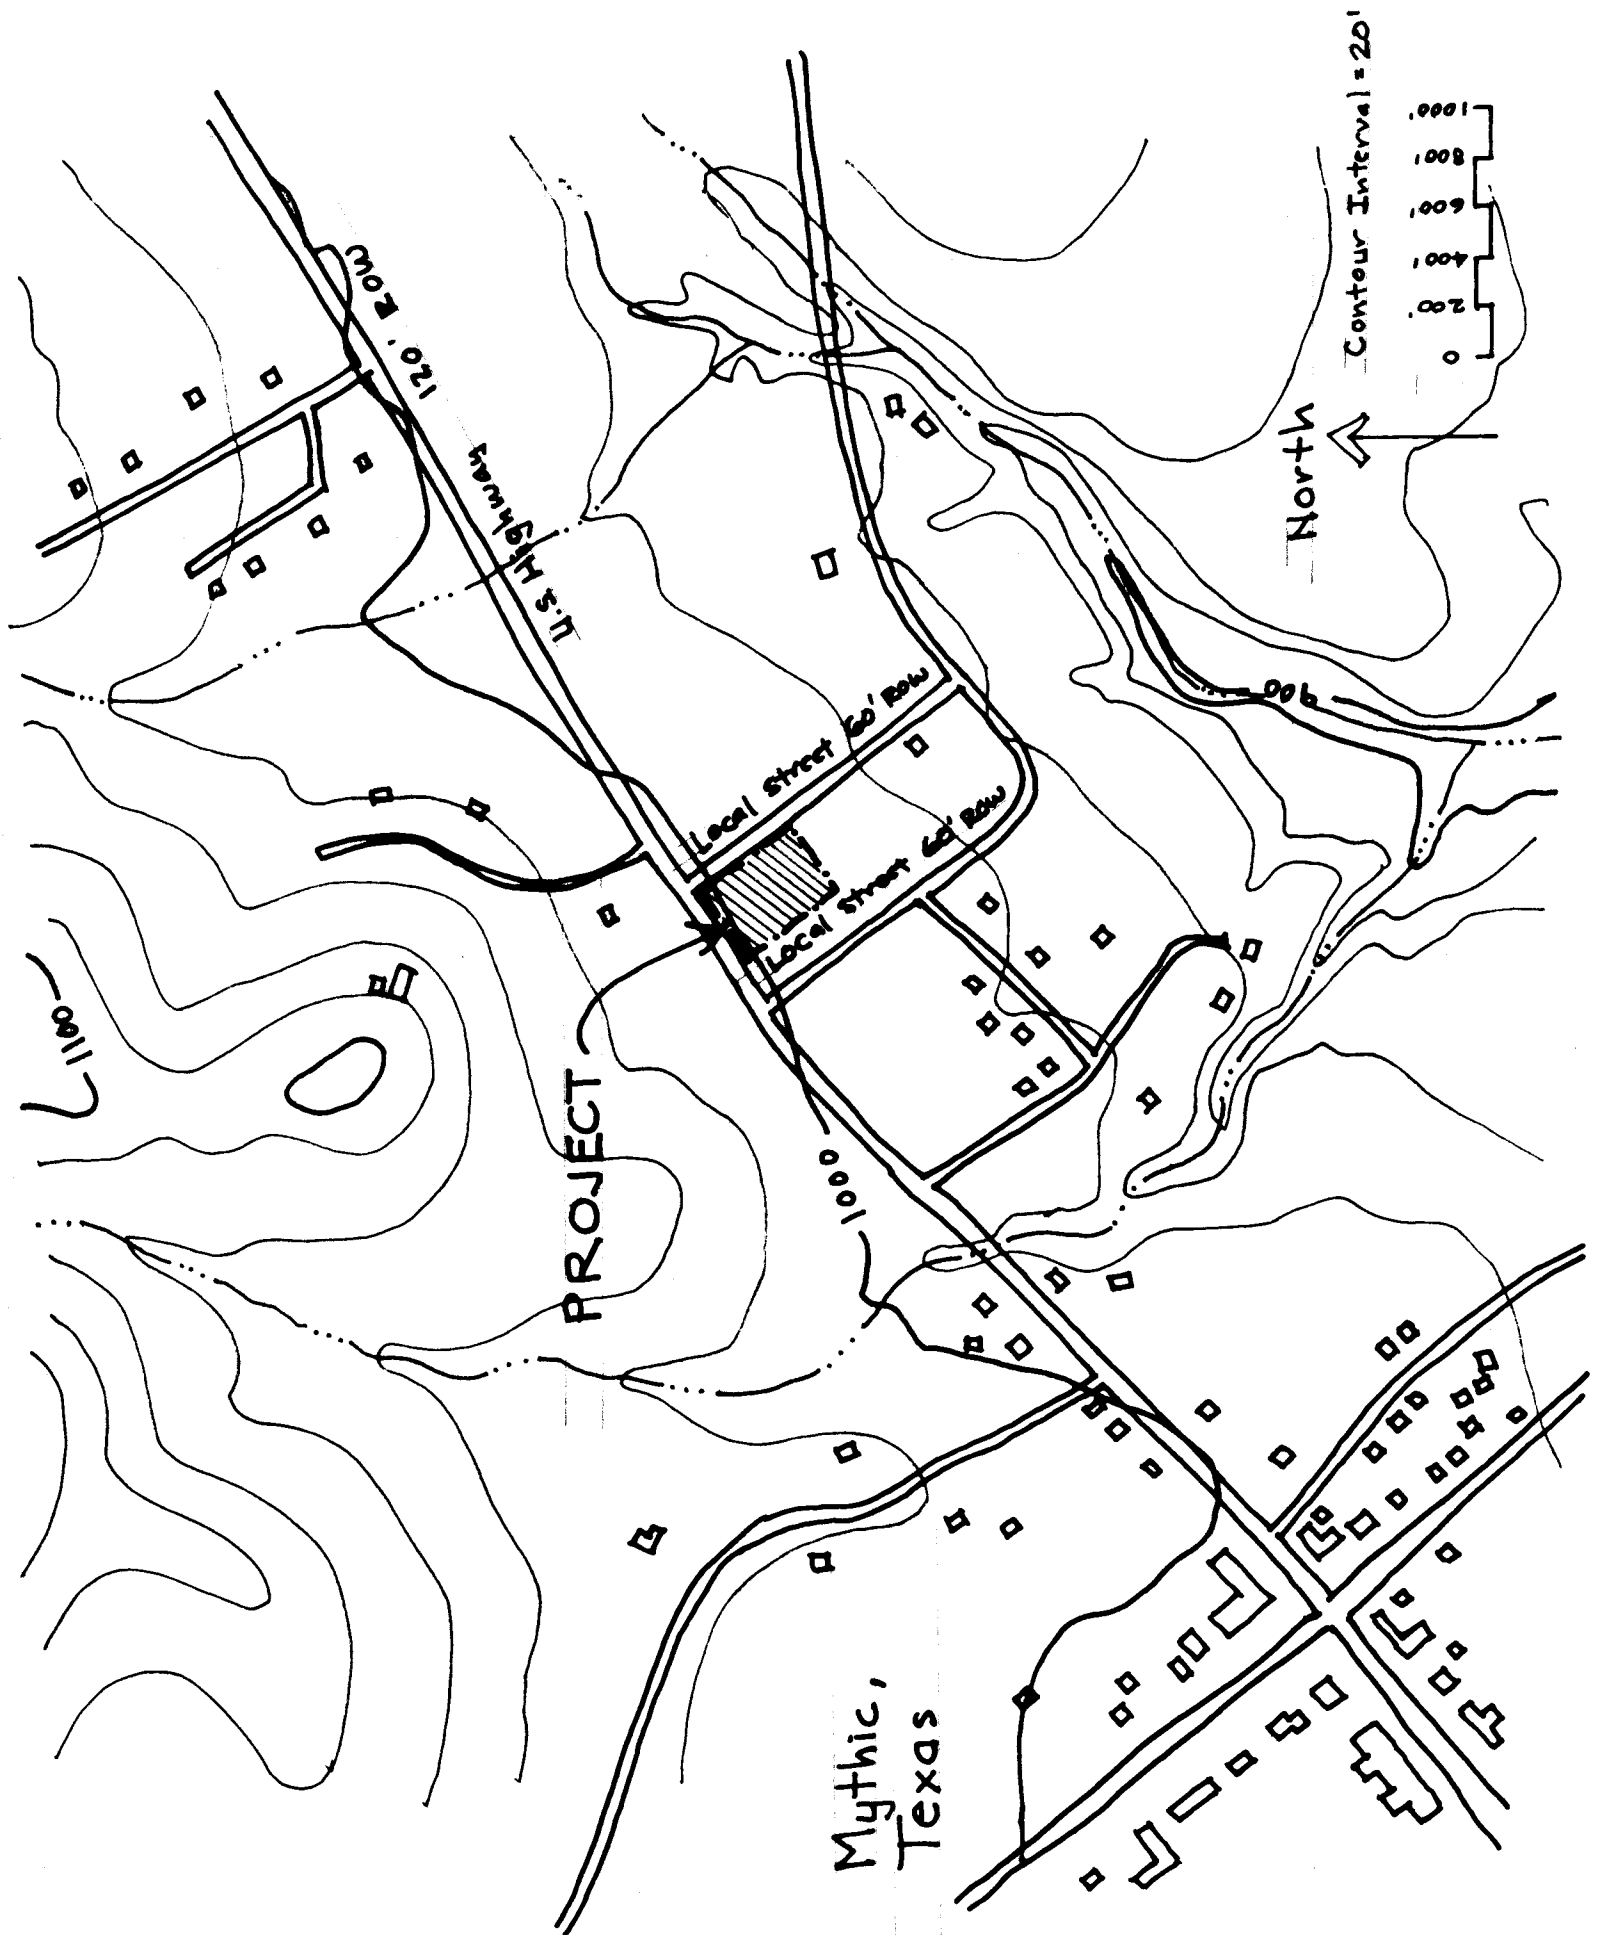 Contour Interval = 20'
0 200' 400' 600' 800' 1000'
North
120' ROW
U.S Highway
Local Street 60' ROW
Local Street 60' ROW
900
1100
1000
PROJECT
Mythic,
Texas